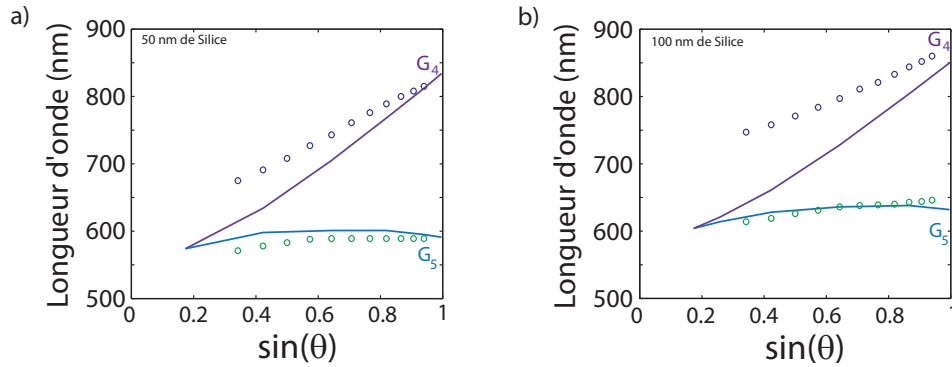 a)
50 nm de Silice
Longueur d'onde (nm)
900
800
700
600
500
0
0.2
0.4
0.6
0.8
1
sin(θ)
G4
G5
b)
100 nm de Silice
Longueur d'onde (nm)
900
800
700
600
500
0
0.2
0.4
0.6
0.8
1
sin(θ)
G4
G5